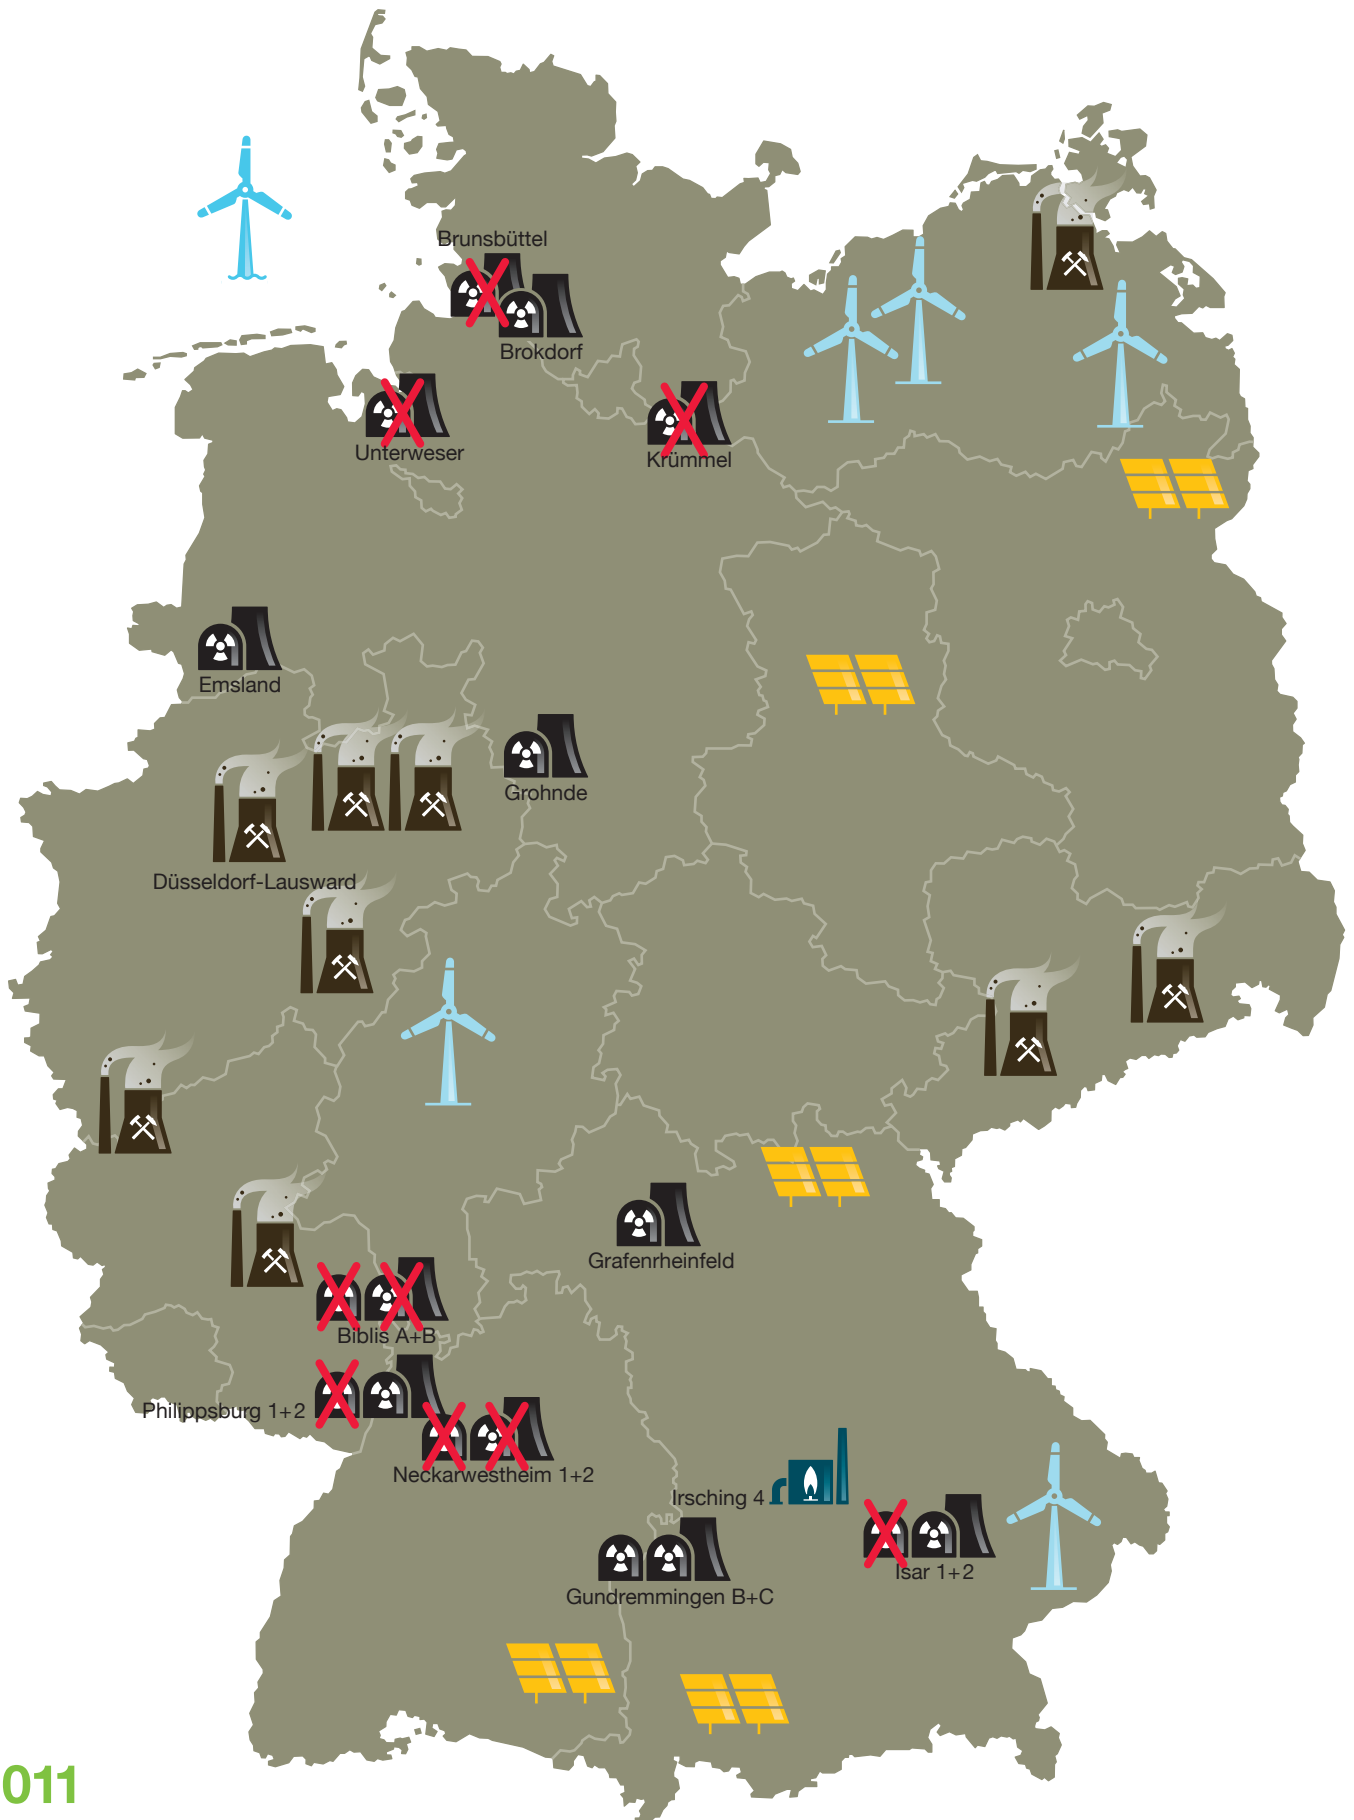 Brunsbüttel
Brokdorf
Unterweser
Krümmel
Emsland
Grohnde
Düsseldorf-Lausward
Grafenrheinfeld
Biblis A+B
Philippsburg 1+2
Neckarwestheim 1+2
Irsching 4
Isar 1+2
Gundremmingen B+C
011